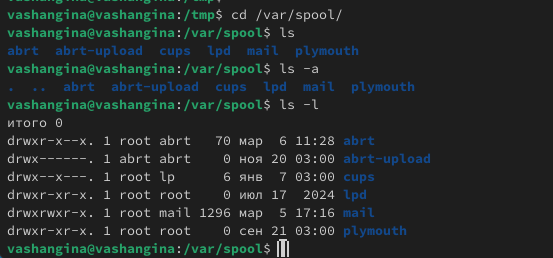 vashangina@vashangina:/tmp$ cd /var/spool/
vashangina@vashangina:/var/spool$ ls
abrt  abrt-upload  cups  lpd  mail  plymouth
vashangina@vashangina:/var/spool$ ls -a
.  ..  abrt  abrt-upload  cups  lpd  mail  plymouth
vashangina@vashangina:/var/spool$ ls -l
итого 0
drwxr-x--x. 1 root abrt   70 мар  6 11:28 abrt
drwx------. 1 abrt abrt    0 ноя 20 03:00 abrt-upload
drwx--x---. 1 root lp      6 янв  7 03:00 cups
drwxr-xr-x. 1 root root    0 июл 17  2024 lpd
drwxrwxr-x. 1 root mail 1296 мар  5 17:16 mail
drwxr-xr-x. 1 root root    0 сен 21 03:00 plymouth
vashangina@vashangina:/var/spool$